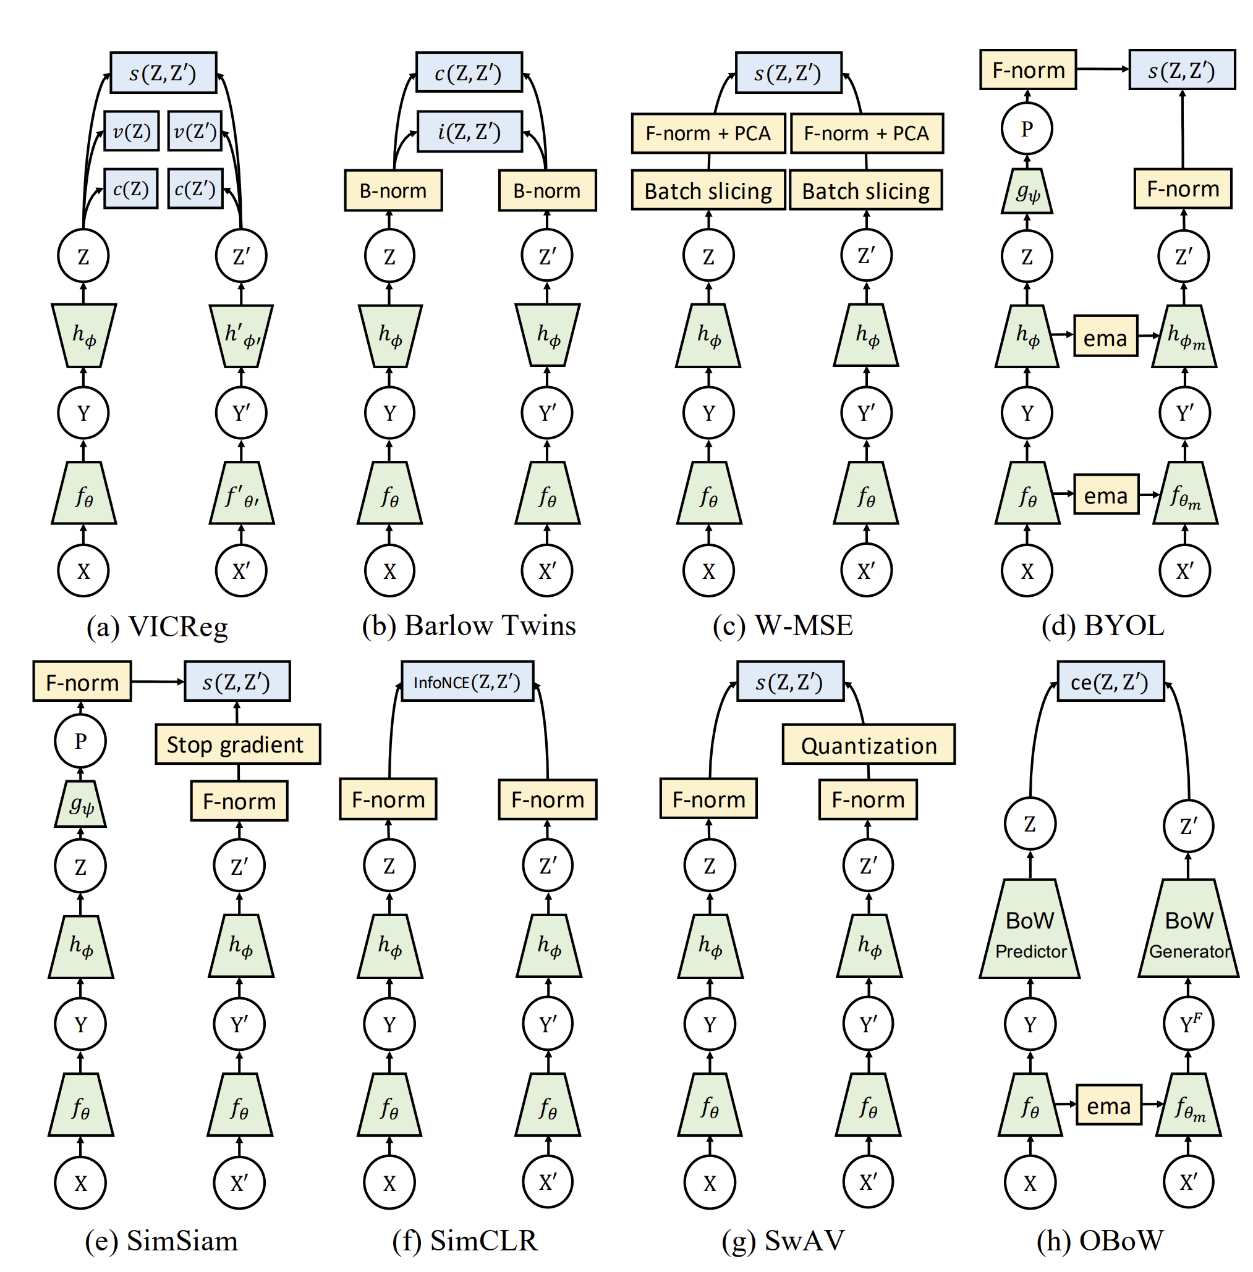 s(Z, Z′)
v(Z) v(Z′)
c(Z) c(Z′)
Z Z′
hϕ h′ϕ′
Y Y′
fθ f′θ′
X X′
(a) VICReg
c(Z, Z′)
i(Z, Z′)
B-norm B-norm
Z Z′
hϕ hϕ
Y Y′
fθ fθ
X X′
(b) Barlow Twins
s(Z, Z′)
F-norm + PCA F-norm + PCA
Batch slicing Batch slicing
Z Z′
hϕ hϕ
Y Y′
fθ fθ
X X′
(c) W-MSE
F-norm s(Z, Z′)
P
gψ F-norm
Z Z′
hϕ ema hϕm
Y Y′
fθ ema fθm
X X′
(d) BYOL
F-norm s(Z, Z′)
P Stop gradient
gψ F-norm
Z Z′
hϕ hϕ
Y Y′
fθ fθ
X X′
(e) SimSiam
InfoNCE(Z, Z′)
F-norm F-norm
Z Z′
hϕ hϕ
Y Y′
fθ fθ
X X′
(f) SimCLR
s(Z, Z′)
Quantization
F-norm F-norm
Z Z′
hϕ hϕ
Y Y′
fθ fθ
X X′
(g) SwAV
ce(Z, Z′)
Z Z′
BoW BoW
Predictor Generator
Y Y^F
fθ ema fθm
X X′
(h) OBoW